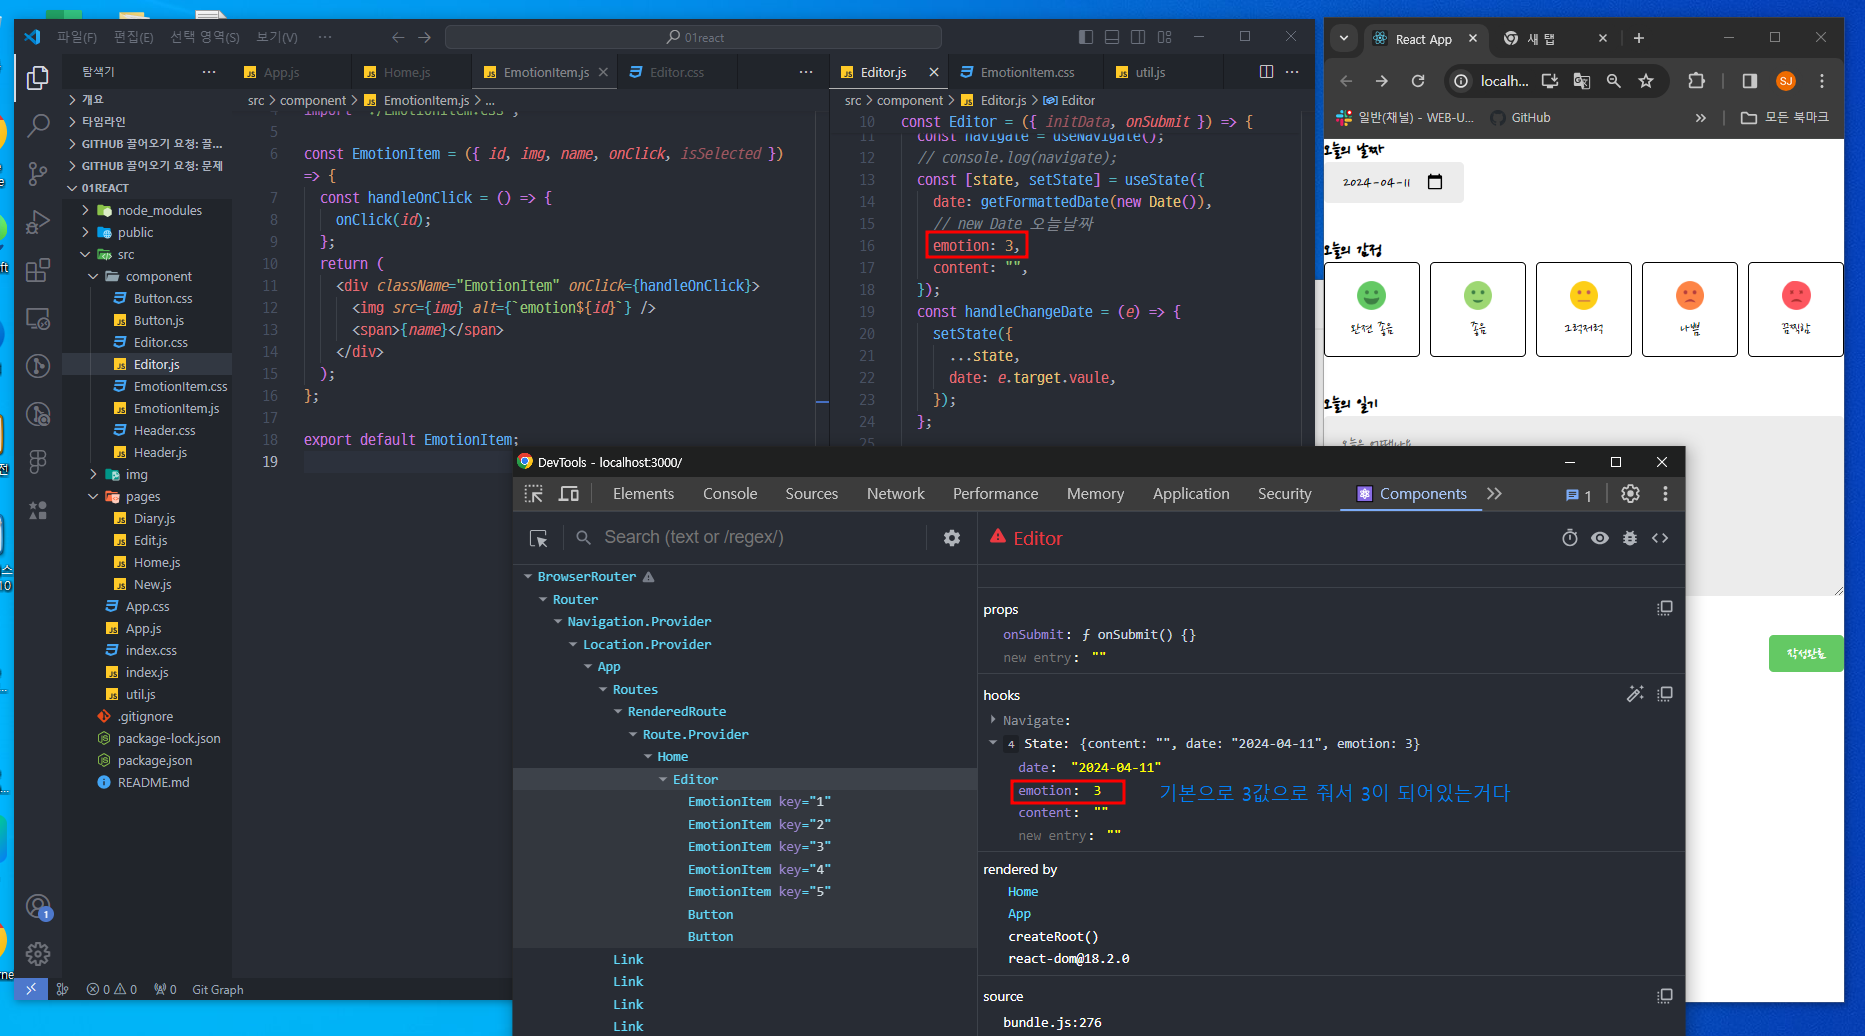 파일(F) 편집(E) 선택 영역(S) 보기(V) ··· 01react
탐색기 ···
개요
타임라인
GITHUB 끌어오기 요청: 끌...
GITHUB 끌어오기 요청: 문제
01REACT
node_modules
public
src
component
Button.css
Button.js
Editor.css
Editor.js
EmotionItem.css
EmotionItem.js
Header.css
Header.js
img
pages
Diary.js
Edit.js
Home.js
New.js
App.css
App.js
index.css
index.js
util.js
.gitignore
package-lock.json
package.json
README.md
1
0 0 0 Git Graph
App.js Home.js EmotionItem.js Editor.css ···
src > component > EmotionItem.js > ...
5
6 const EmotionItem = ({ id, img, name, onClick, isSelected })
=> {
7 const handleOnClick = () => {
8 onClick(id);
9 };
10 return (
11 <div className="EmotionItem" onClick={handleOnClick}>
12 <img src={img} alt={`emotion${id}`} />
13 <span>{name}</span>
14 </div>
15 );
16 };
17
18 export default EmotionItem;
19
Editor.js EmotionItem.css util.js ···
src > component > Editor.js > Editor
10 const Editor = ({ initData, onSubmit }) => {
11 const navigate = useNavigate();
12 // console.log(navigate);
13 const [state, setState] = useState({
14 date: getFormattedDate(new Date()),
15 // new Date 오늘날짜
16 emotion: 3,
17 content: "",
18 });
19 const handleChangeDate = (e) => {
20 setState({
21 ...state,
22 date: e.target.vaule,
23 });
24 };
25
React App 새 탭
localh... SJ
일반(채널) - WEB-U... GitHub » 모든 북마크
오늘의 날짜
2024-04-11
오늘의 감정
완전 좋음 좋음 그럭저럭 나쁨 끔찍함
오늘의 일기
작성완료
DevTools - localhost:3000/
Elements Console Sources Network Performance Memory Application Security Components 1
Search (text or /regex/)
BrowserRouter
Router
Navigation.Provider
Location.Provider
App
Routes
RenderedRoute
Route.Provider
Home
Editor
EmotionItem key="1"
EmotionItem key="2"
EmotionItem key="3"
EmotionItem key="4"
EmotionItem key="5"
Button
Button
Link
Link
Link
Link
Editor
props
onSubmit: ƒ onSubmit() {}
new entry: ""
hooks
Navigate:
4 State: {content: "", date: "2024-04-11", emotion: 3}
date: "2024-04-11"
emotion: 3 기본으로 3값으로 줘서 3이 되어있는거다
content: ""
new entry: ""
rendered by
Home
App
createRoot()
react-dom@18.2.0
source
bundle.js:276